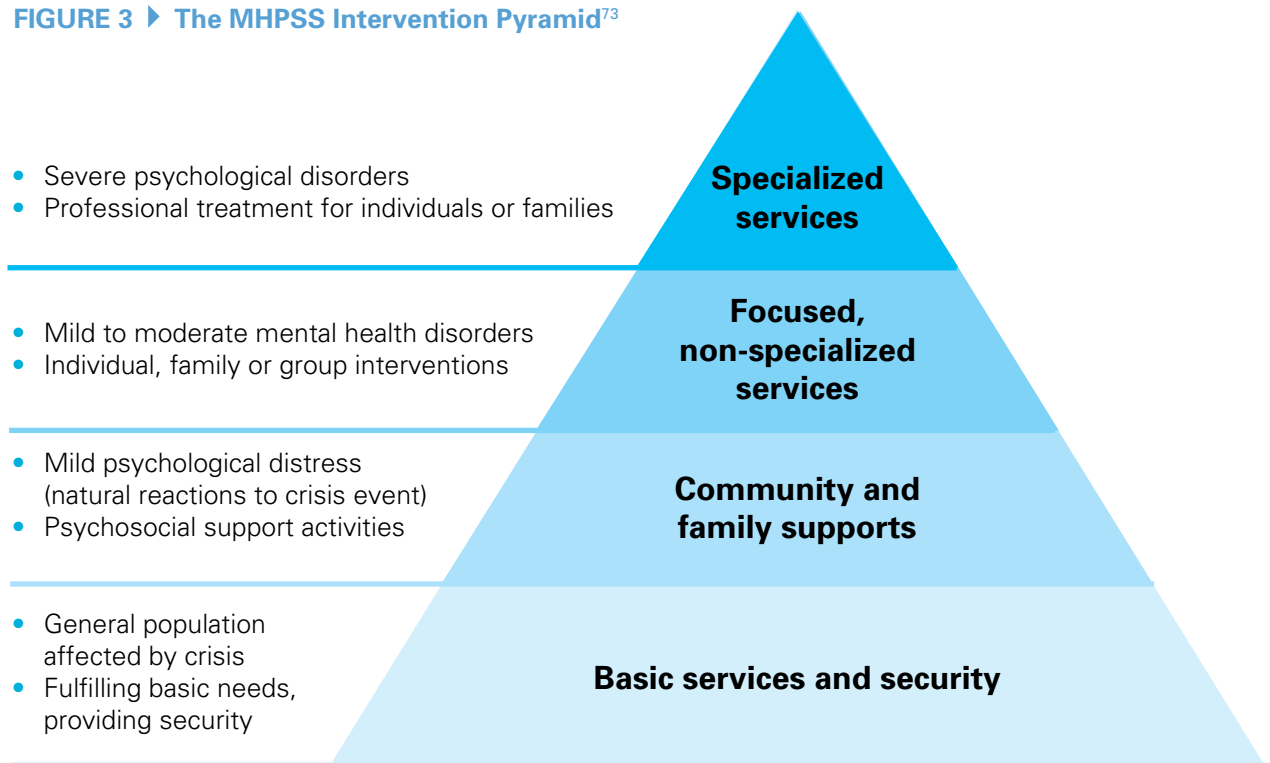 FIGURE 3 ▶ The MHPSS Intervention Pyramid⁷³
• Severe psychological disorders
• Professional treatment for individuals or families
Specialized
services
• Mild to moderate mental health disorders
• Individual, family or group interventions
Focused,
non-specialized
services
• Mild psychological distress
(natural reactions to crisis event)
• Psychosocial support activities
Community and
family supports
• General population
affected by crisis
• Fulfilling basic needs,
providing security
Basic services and security